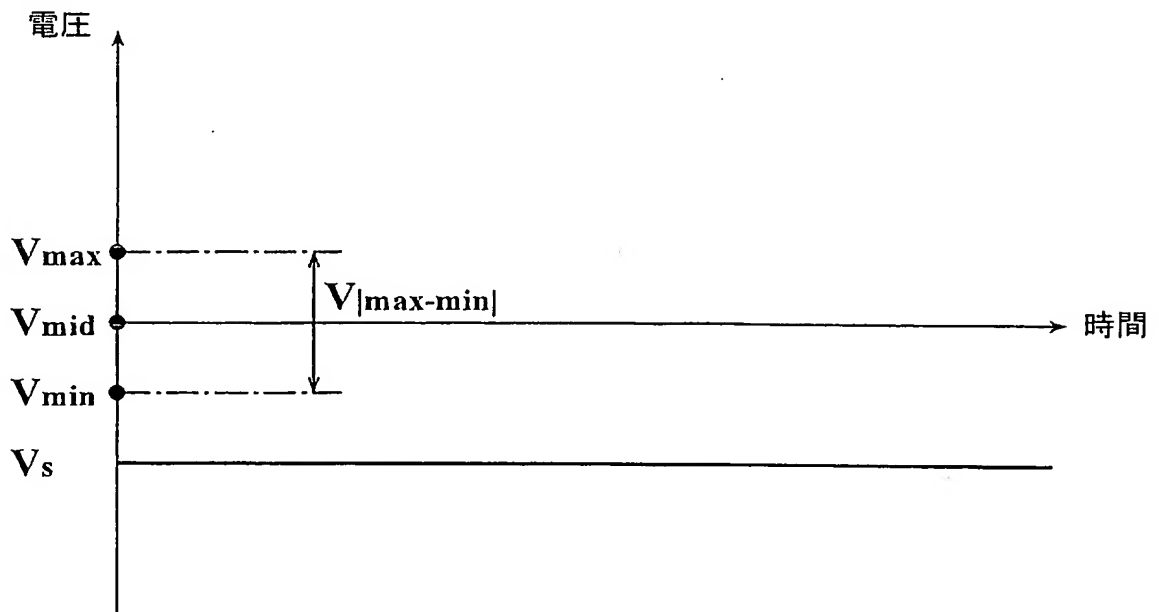 電圧
Vmax
V|max-min|
Vmid
時間
Vmin
Vs